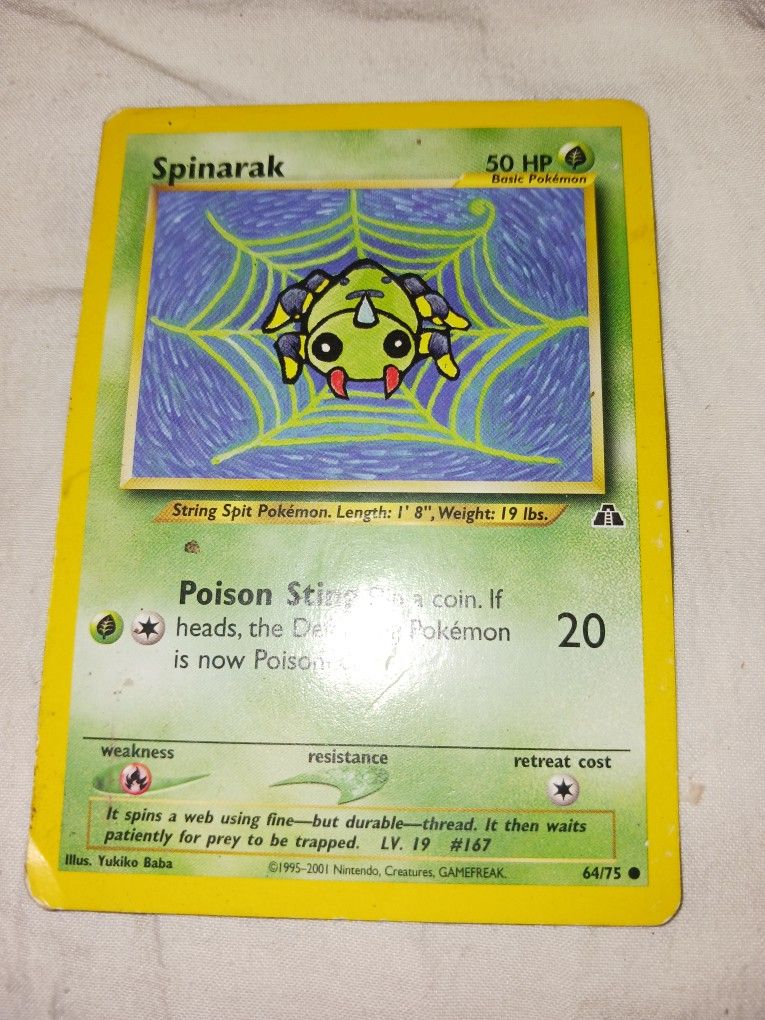 Spinarak
50 HP
Basic Pokémon
String Spit Pokémon. Length: 1' 8", Weight: 19 lbs.
Poison Sting a coin. If
heads, the Pokémon 20
is now
weakness resistance retreat cost
It spins a web using fine—but durable—thread. It then waits
patiently for prey to be trapped. LV. 19 #167
Illus. Yukiko Baba ©1995-2001 Nintendo, Creatures, GAMEFREAK. 64/75